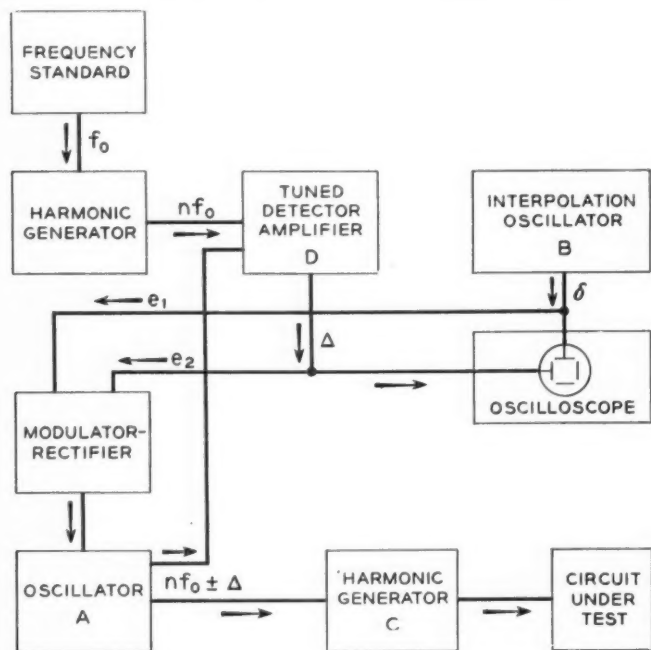 FREQUENCY
STANDARD
f₀
HARMONIC
GENERATOR
nf₀
TUNED
DETECTOR
AMPLIFIER
D
INTERPOLATION
OSCILLATOR
B
δ
e₁
Δ
e₂
OSCILLOSCOPE
MODULATOR-
RECTIFIER
OSCILLATOR
A
nf₀ ± Δ
HARMONIC
GENERATOR
C
CIRCUIT
UNDER
TEST